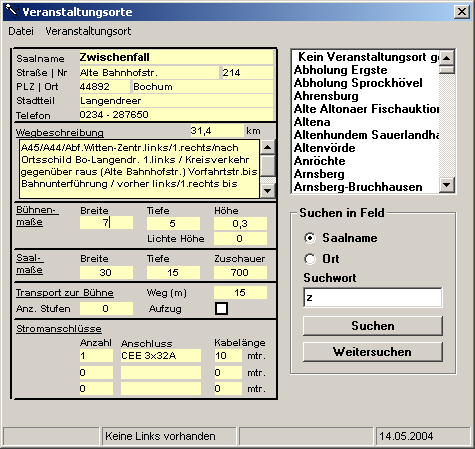 Veranstaltungsorte
Datei Veranstaltungsort
Saalname Zwischenfall
Straße | Nr Alte Bahnhofstr. 214
PLZ | Ort 44892 Bochum
Stadtteil Langendreer
Telefon 0234 - 287650
Wegbeschreibung 31,4 km
A45/A44/Abf.Witten-Zentr.links/1.rechts/nach
Ortsschild Bo-Langendr. 1.links / Kreisverkehr
gegenüber raus (Alte Bahnhofstr.) Vorfahrtstr.bis
Bahnunterführung / vorher links/1.rechts bis
Bühnen-
maße
Breite Tiefe Höhe
7 5 0,3
Lichte Höhe 0
Saal-
maße
Breite Tiefe Zuschauer
30 15 700
Transport zur Bühne Weg (m) 15
Anz. Stufen 0 Aufzug
Stromanschlüsse
Anzahl Anschluss Kabelänge
1 CEE 3x32A 10 mtr.
0 0 mtr.
0 0 mtr.
Kein Veranstaltungsort ge
Abholung Ergste
Abholung Sprockhövel
Ahrensburg
Alte Altonaer Fischauktion
Altena
Altenhundem Sauerlandha
Altenvörde
Anröchte
Arnsberg
Arnsberg-Bruchhausen
Suchen in Feld
Saalname
Ort
Suchwort
z
Suchen
Weitersuchen
Keine Links vorhanden 14.05.2004